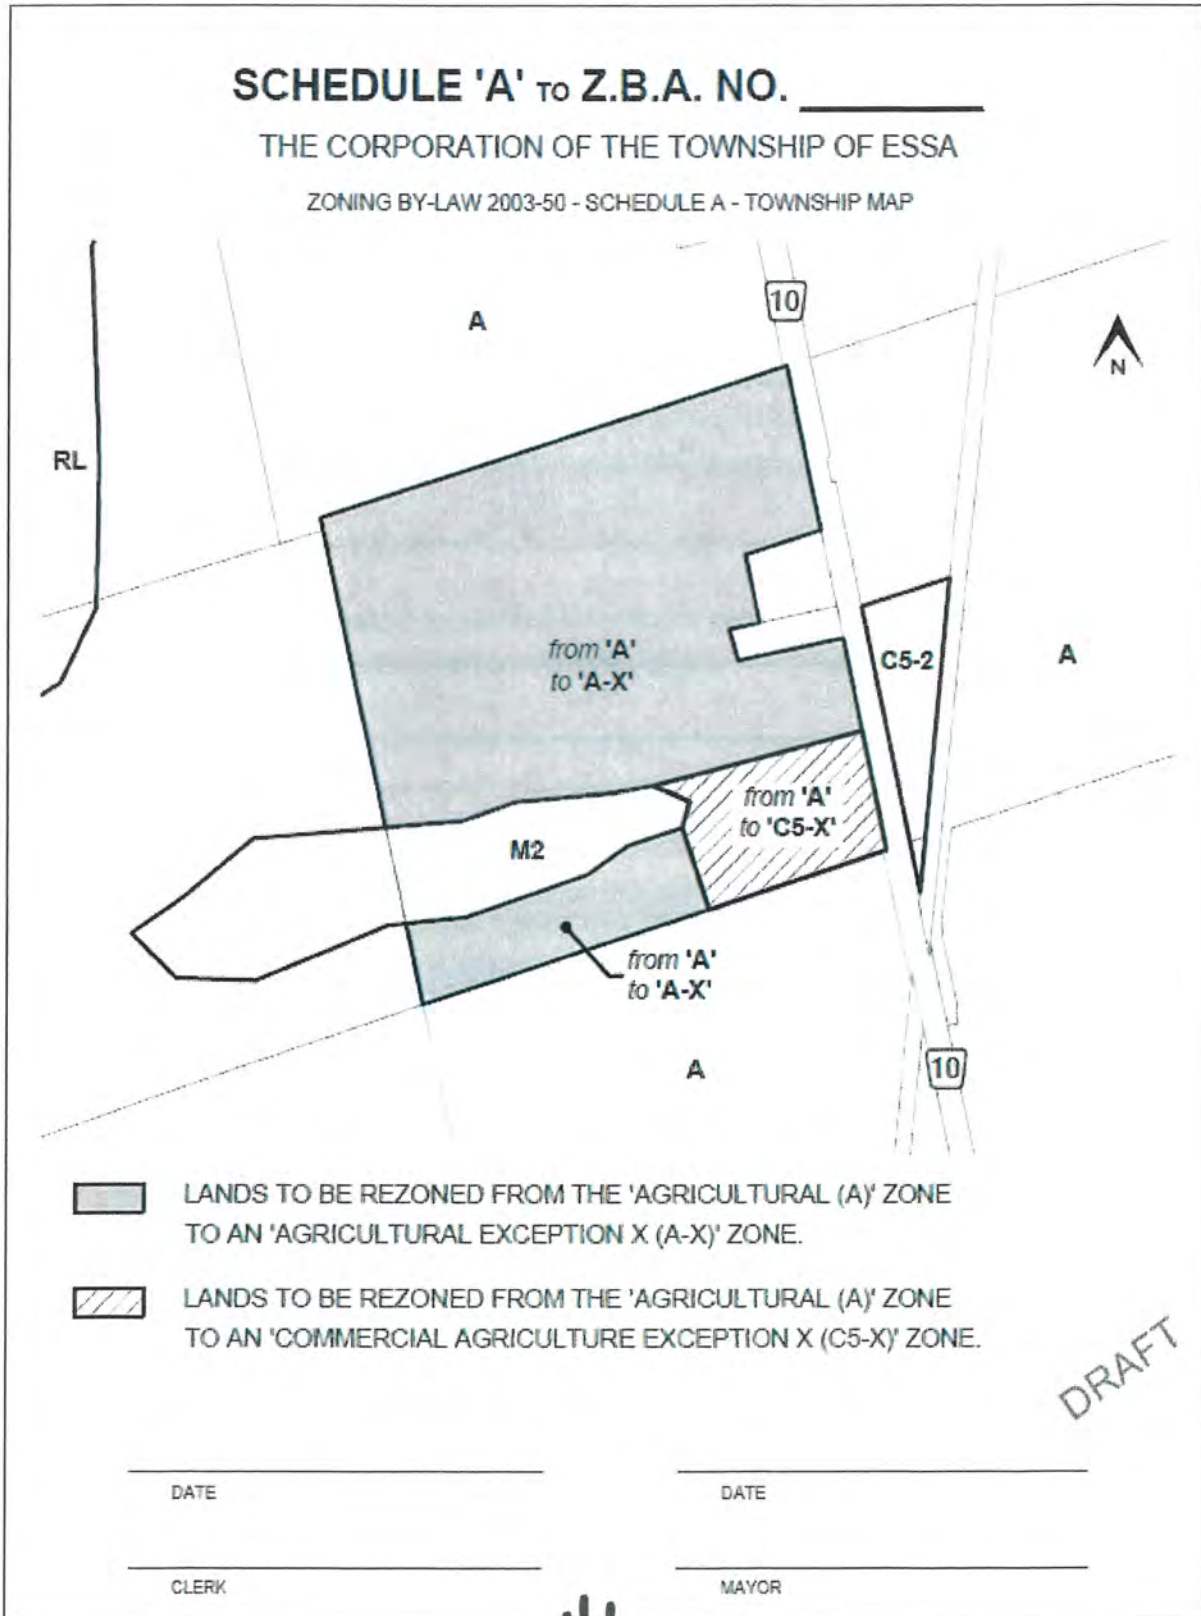 SCHEDULE 'A' TO Z.B.A. NO.
THE CORPORATION OF THE TOWNSHIP OF ESSA
ZONING BY-LAW 2003-50 - SCHEDULE A - TOWNSHIP MAP
10
A
N
RL
from 'A'
to 'A-X'
C5-2
A
from 'A'
to 'C5-X'
M2
from 'A'
to 'A-X'
A
10
LANDS TO BE REZONED FROM THE 'AGRICULTURAL (A)' ZONE
TO AN 'AGRICULTURAL EXCEPTION X (A-X)' ZONE.
LANDS TO BE REZONED FROM THE 'AGRICULTURAL (A)' ZONE
TO AN 'COMMERCIAL AGRICULTURE EXCEPTION X (C5-X)' ZONE.
DRAFT
DATE
DATE
CLERK
MAYOR